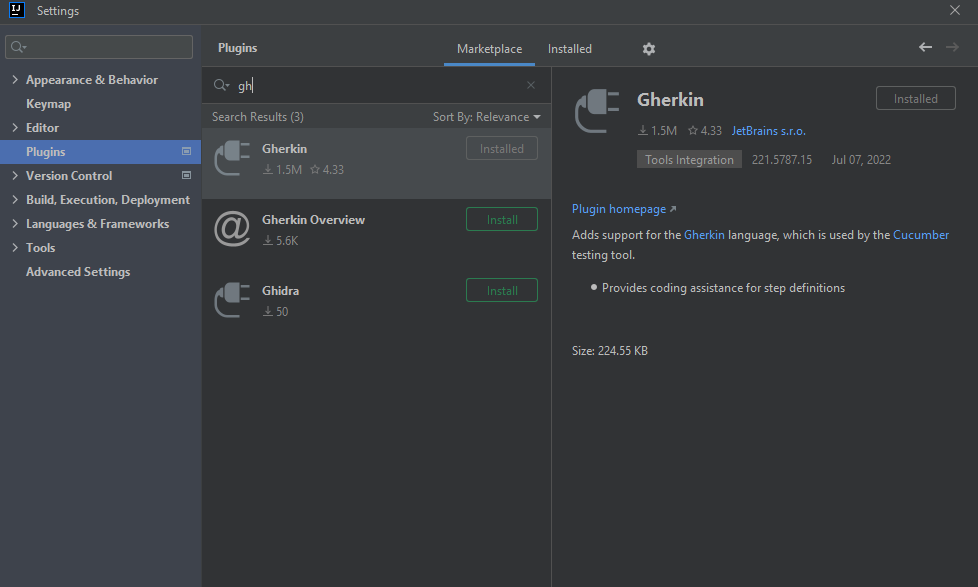 IJ Settings
Plugins Marketplace Installed
Appearance & Behavior
Keymap
Editor
Plugins
Version Control
Build, Execution, Deployment
Languages & Frameworks
Tools
Advanced Settings
gh
Search Results (3) Sort By: Relevance
Gherkin Installed
1.5M 4.33
Gherkin Overview Install
5.6K
Ghidra Install
50
Gherkin Installed
1.5M 4.33 JetBrains s.r.o.
Tools Integration 221.5787.15 Jul 07, 2022
Plugin homepage ↗
Adds support for the Gherkin language, which is used by the Cucumber
testing tool.
• Provides coding assistance for step definitions
Size: 224.55 KB